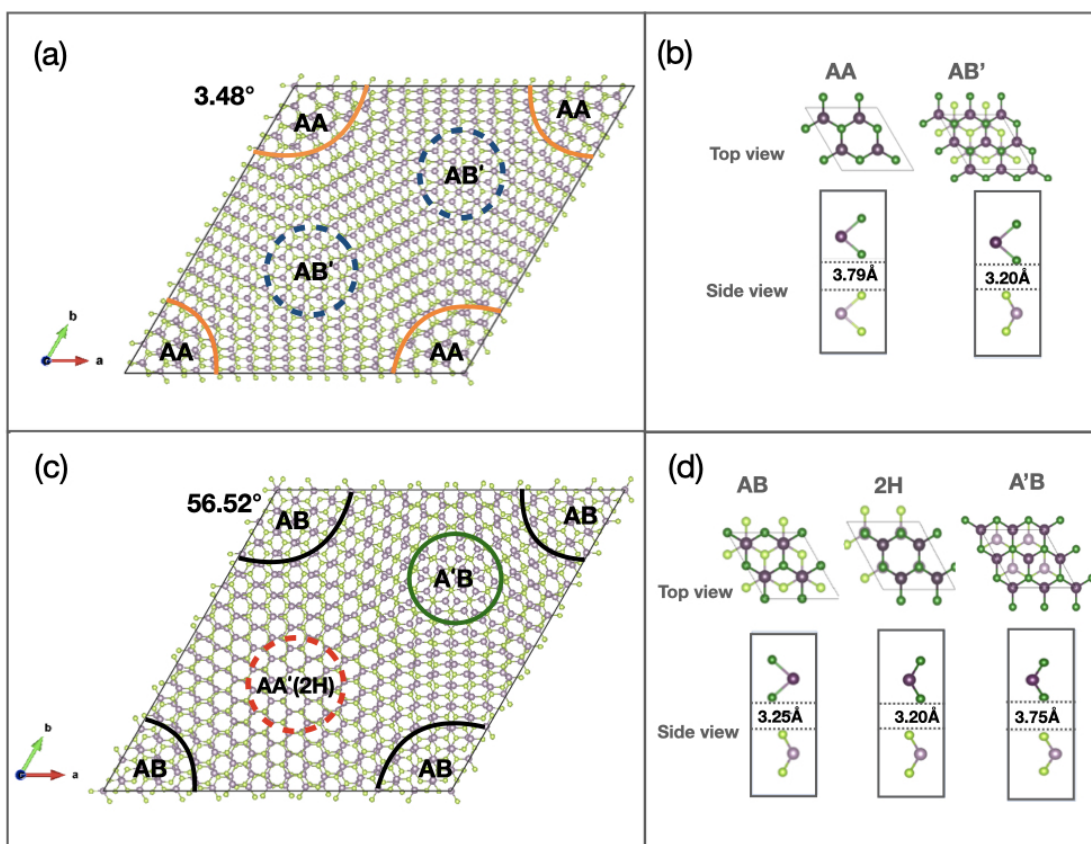 (a)
3.48°
AA
AA
AB'
AB'
AA
AA
b
a
(b)
AA
AB'
Top view
Side view
3.79Å
3.20Å
(c)
56.52°
AB
AB
A'B
AA'(2H)
AB
AB
b
a
(d)
AB
2H
A'B
Top view
Side view
3.25Å
3.20Å
3.75Å